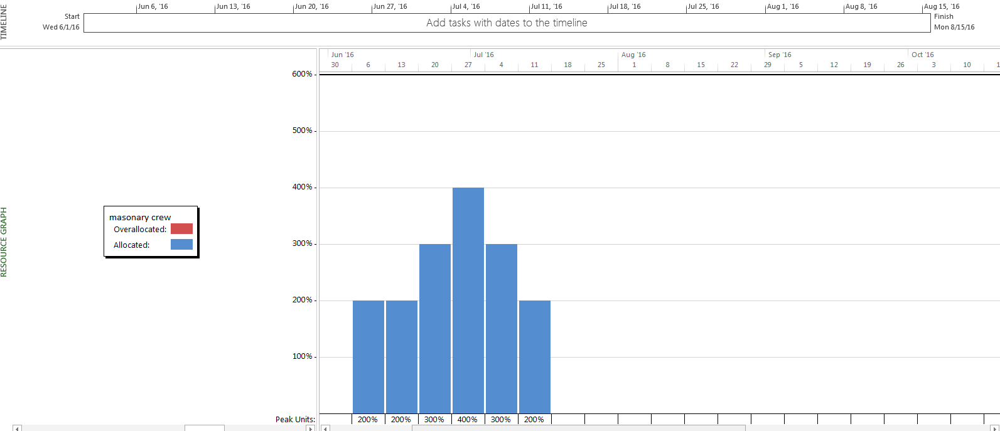 TIMELINE
Jun 6, '16 Jun 13, '16 Jun 20, '16 Jun 27, '16 Jul 4, '16 Jul 11, '16 Jul 18, '16 Jul 25, '16 Aug 1, '16 Aug 8, '16 Aug 15, '16
Start
Wed 6/1/16
Add tasks with dates to the timeline
Finish
Mon 8/15/16
RESOURCE GRAPH
masonary crew
Overallocated:
Allocated:
Jun '16 Jul '16 Aug '16 Sep '16 Oct '16
30 6 13 20 27 4 11 18 25 1 8 15 22 29 5 12 19 26 3 10
600%
500%
400%
300%
200%
100%
Peak Units: 200% 200% 300% 400% 300% 200%